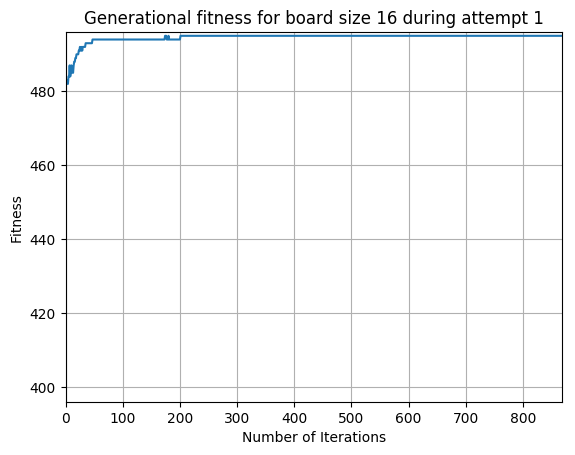 Generational fitness for board size 16 during attempt 1
Fitness
480
460
440
420
400
0 100 200 300 400 500 600 700 800
Number of Iterations